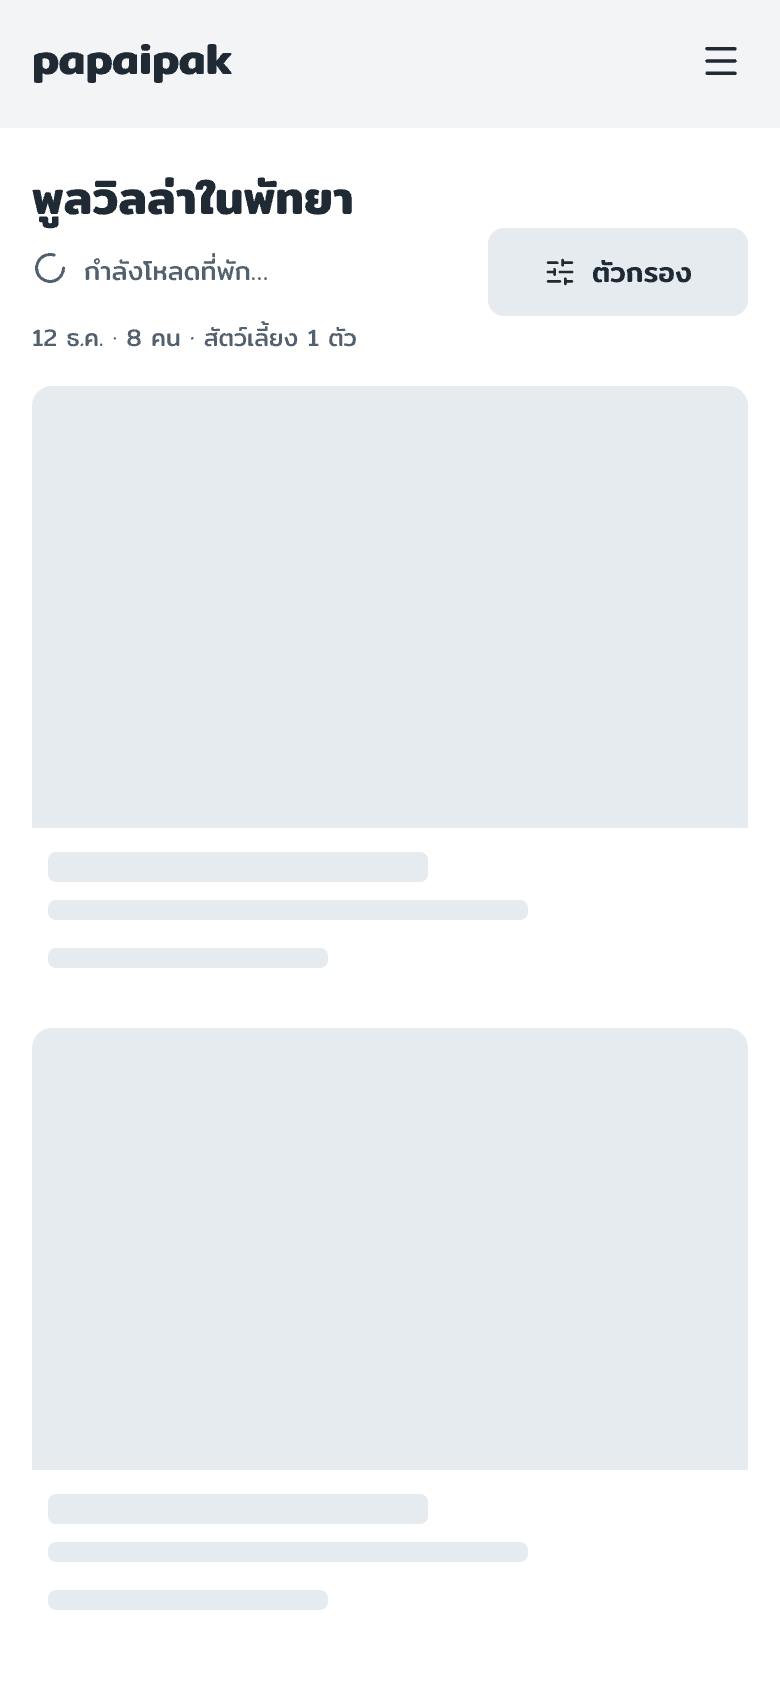 papaipak
พูลวิลล่าในพัทยา
กำลังโหลดที่พัก...
ตัวกรอง
12 ธ.ค. · 8 คน · สัตว์เลี้ยง 1 ตัว